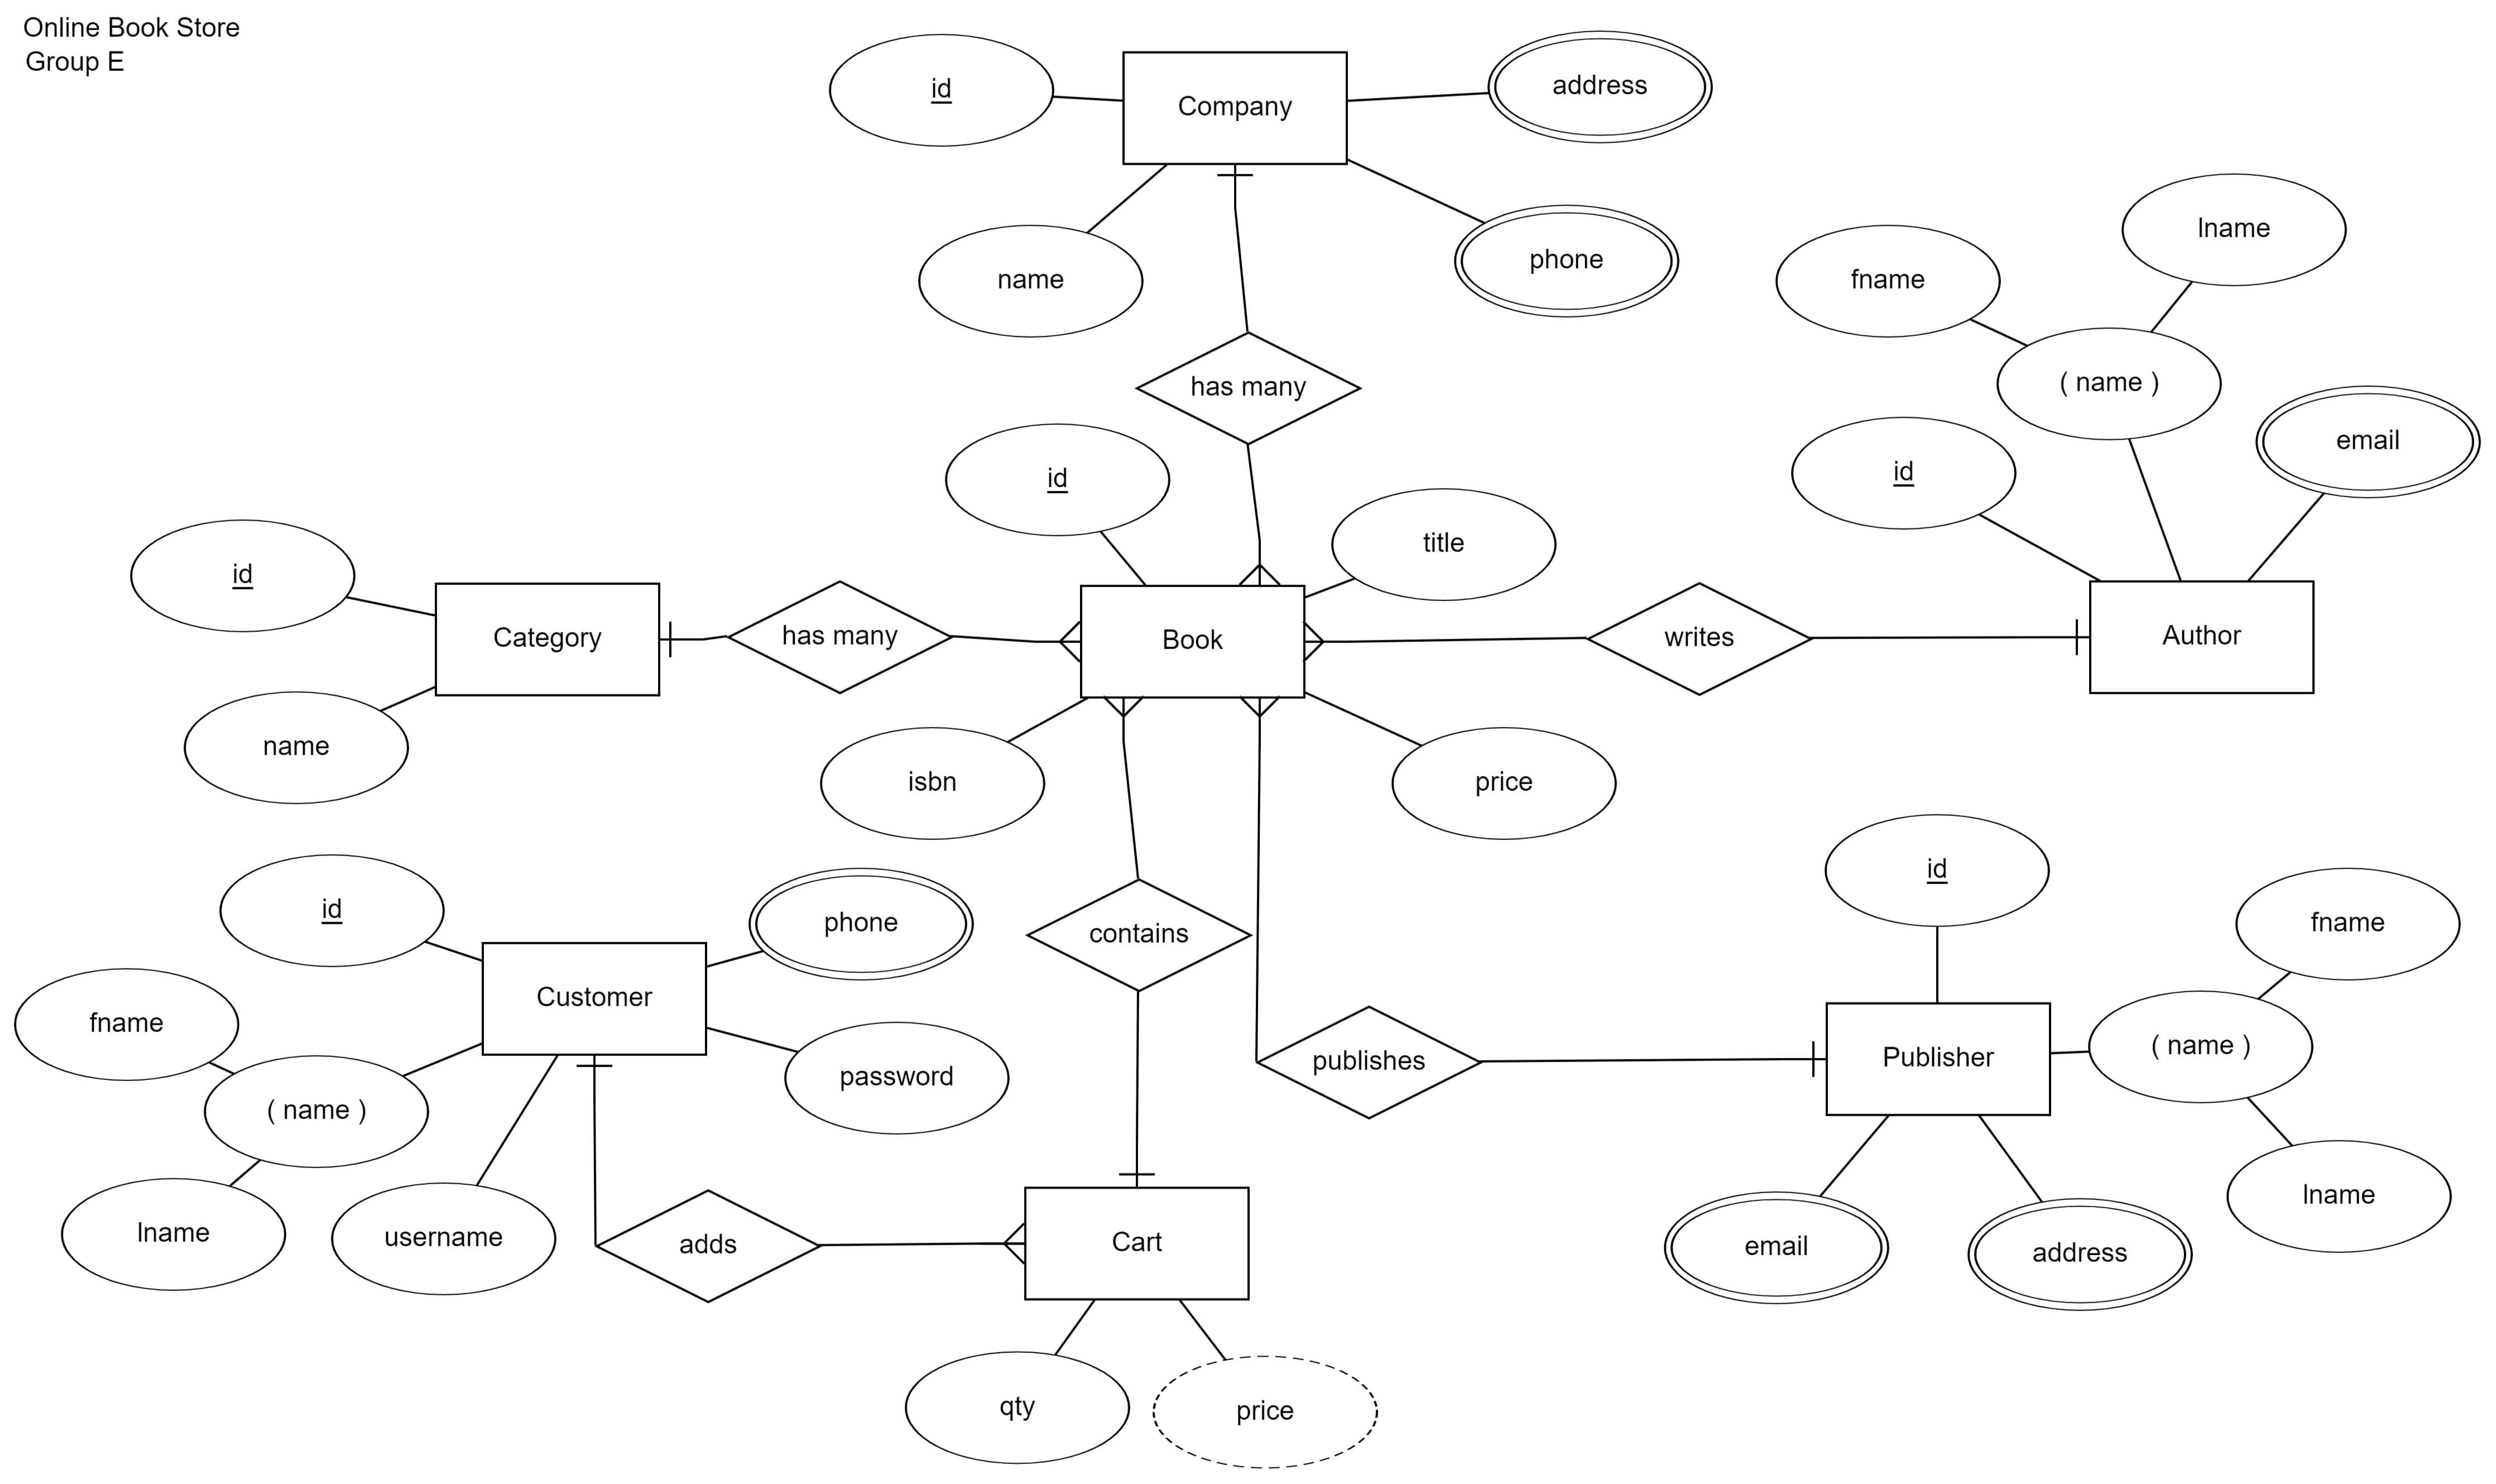 Online Book Store
Group E
id
Company
address
name
phone
lname
fname
( name )
has many
email
id
id
title
id
Category
has many
Book
writes
Author
name
isbn
price
id
id
phone
fname
contains
Customer
fname
( name )
publishes
Publisher
password
( name )
lname
lname
username
adds
Cart
email
address
qty
price